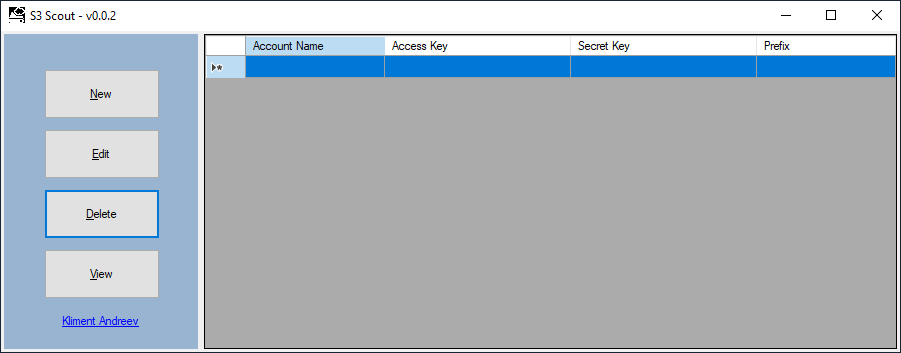 S3 Scout - v0.0.2
Account Name Access Key Secret Key Prefix
New
Edit
Delete
View
Kliment Andreev